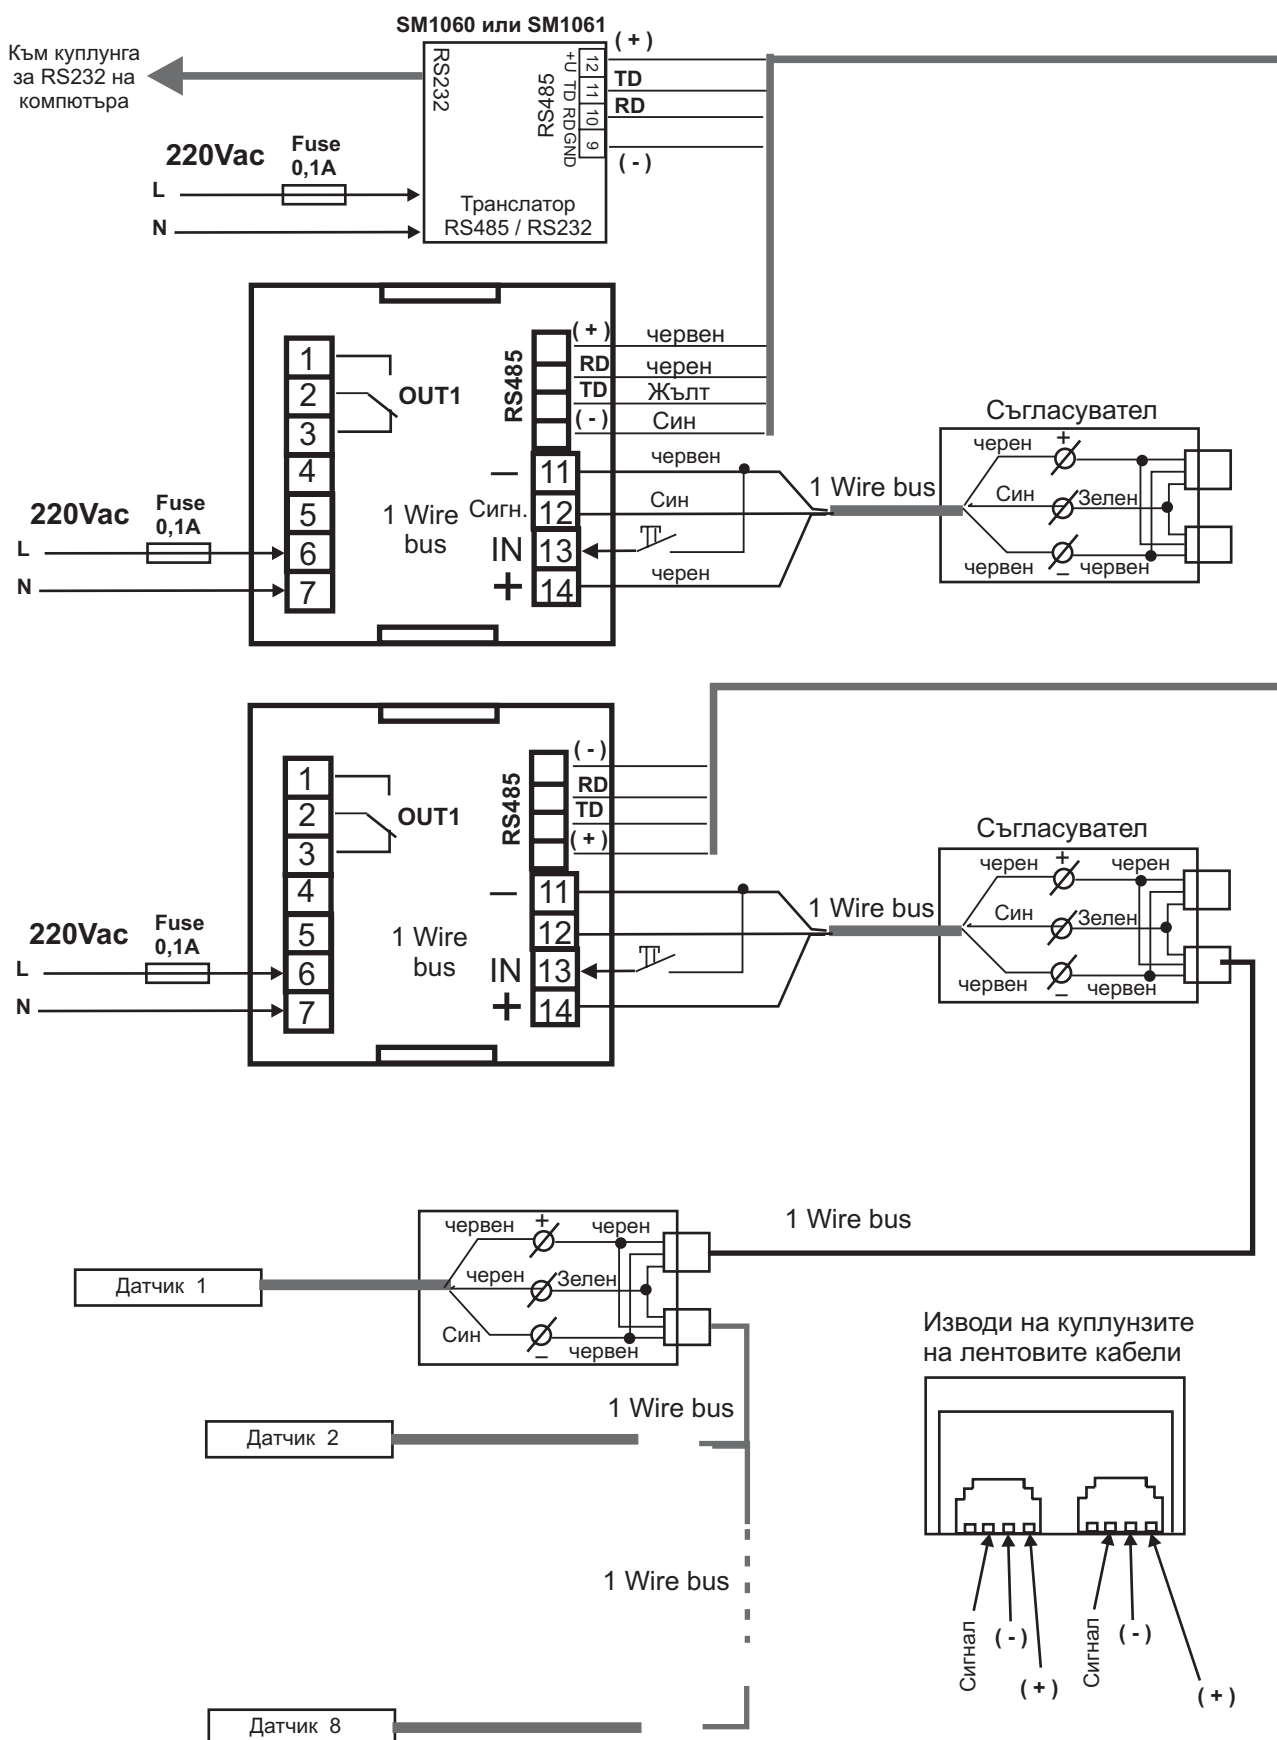 SM1060 или SM1061
Към куплунга
за RS232 на
компютъра
RS232
RS485
+U TD RD GND
12 11 10 9
( + )
TD
RD
( - )
220Vac
Fuse
0,1A
L
N
Транслатор
RS485 / RS232
1
2
3
4
5
6
7
OUT1
RS485
( + ) червен
RD черен
TD Жълт
( - ) Син
– 11 червен
Сигн. 12 Син
IN 13
+ 14 черен
1 Wire
bus
220Vac
Fuse
0,1A
L
N
1 Wire bus
Съгласувател
черен +
Син Зелен
червен – червен
1
2
3
4
5
6
7
OUT1
RS485
( - )
RD
TD
( + )
– 11
12
IN 13
+ 14
1 Wire
bus
220Vac
Fuse
0,1A
L
N
1 Wire bus
Съгласувател
черен + черен
Син Зелен
червен – червен
1 Wire bus
червен + черен
черен Зелен
Син – червен
Датчик 1
1 Wire bus
Датчик 2
1 Wire bus
Датчик 8
Изводи на куплунзите
на лентовите кабели
Сигнал
( - )
( + )
Сигнал
( - )
( + )